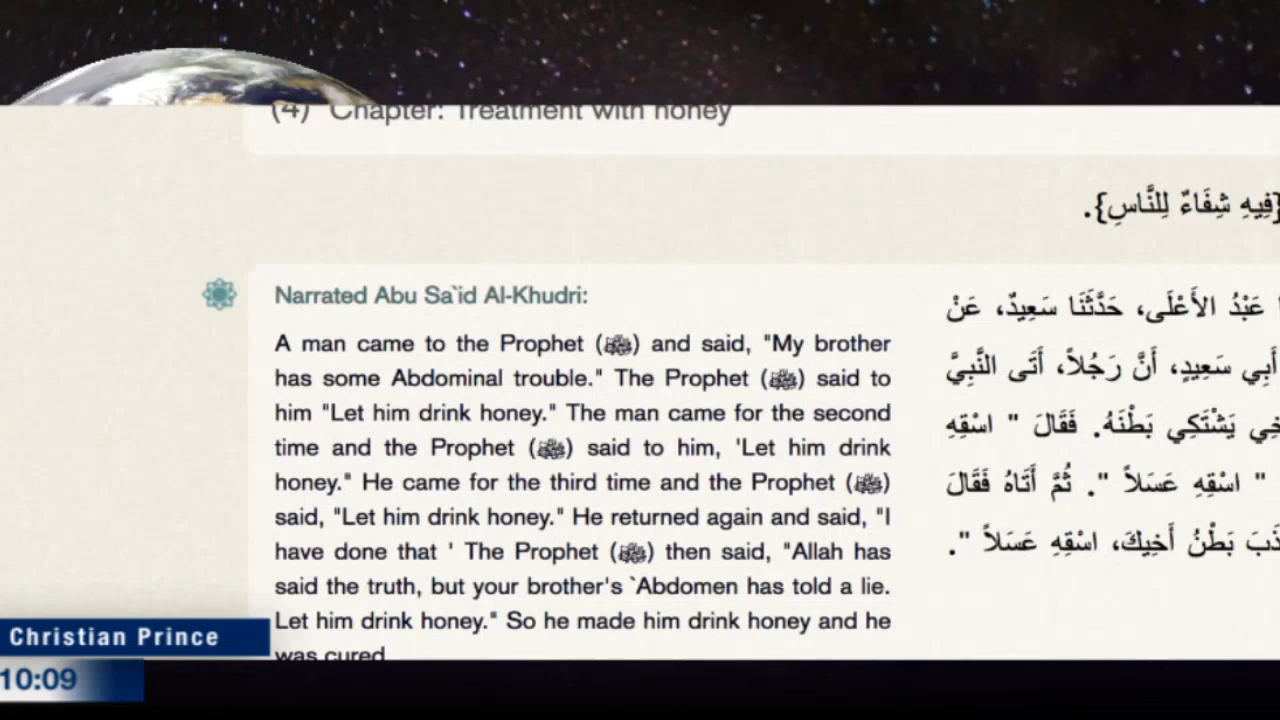 (4) Chapter: Treatment with honey
{فِيهِ شِفَاءٌ لِلنَّاسِ}.
Narrated Abu Sa`id Al-Khudri:
A man came to the Prophet (ﷺ) and said, "My brother
has some Abdominal trouble." The Prophet (ﷺ) said to
him "Let him drink honey." The man came for the second
time and the Prophet (ﷺ) said to him, 'Let him drink
honey." He came for the third time and the Prophet (ﷺ)
said, "Let him drink honey." He returned again and said, "I
have done that ' The Prophet (ﷺ) then said, "Allah has
said the truth, but your brother's `Abdomen has told a lie.
Let him drink honey." So he made him drink honey and he
was cured
عَبْدُ الأَعْلَى، حَدَّثَنَا سَعِيدٌ، عَنْ
أَبِي سَعِيدٍ، أَنَّ رَجُلاً، أَتَى النَّبِيَّ
يَشْتَكِي بَطْنَهُ. فَقَالَ " اسْقِهِ
" اسْقِهِ عَسَلاً ". ثُمَّ أَتَاهُ فَقَالَ
بَطْنُ أَخِيكَ، اسْقِهِ عَسَلاً ".
Christian Prince
10:09